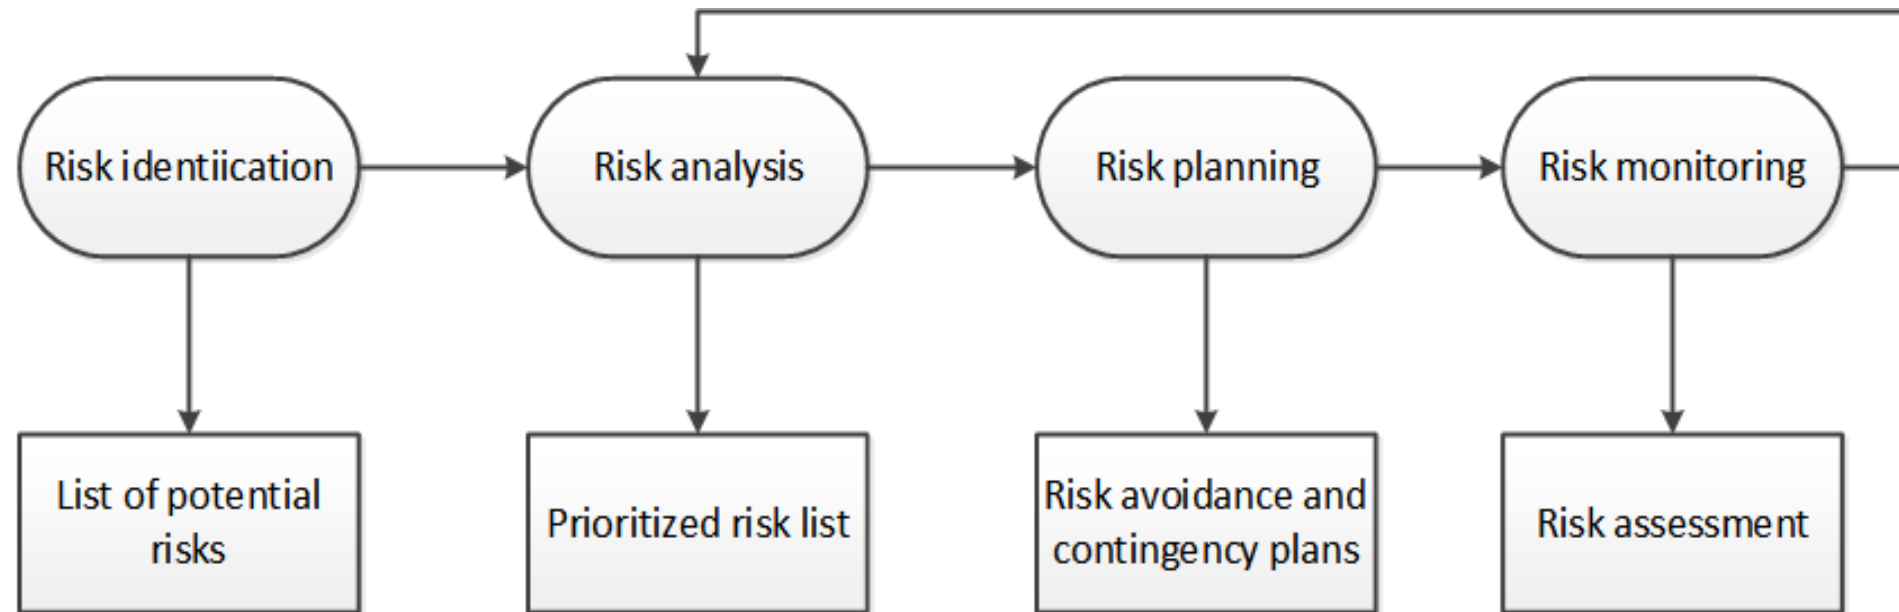 Risk identiication
Risk analysis
Risk planning
Risk monitoring
List of potential
risks
Prioritized risk list
Risk avoidance and
contingency plans
Risk assessment